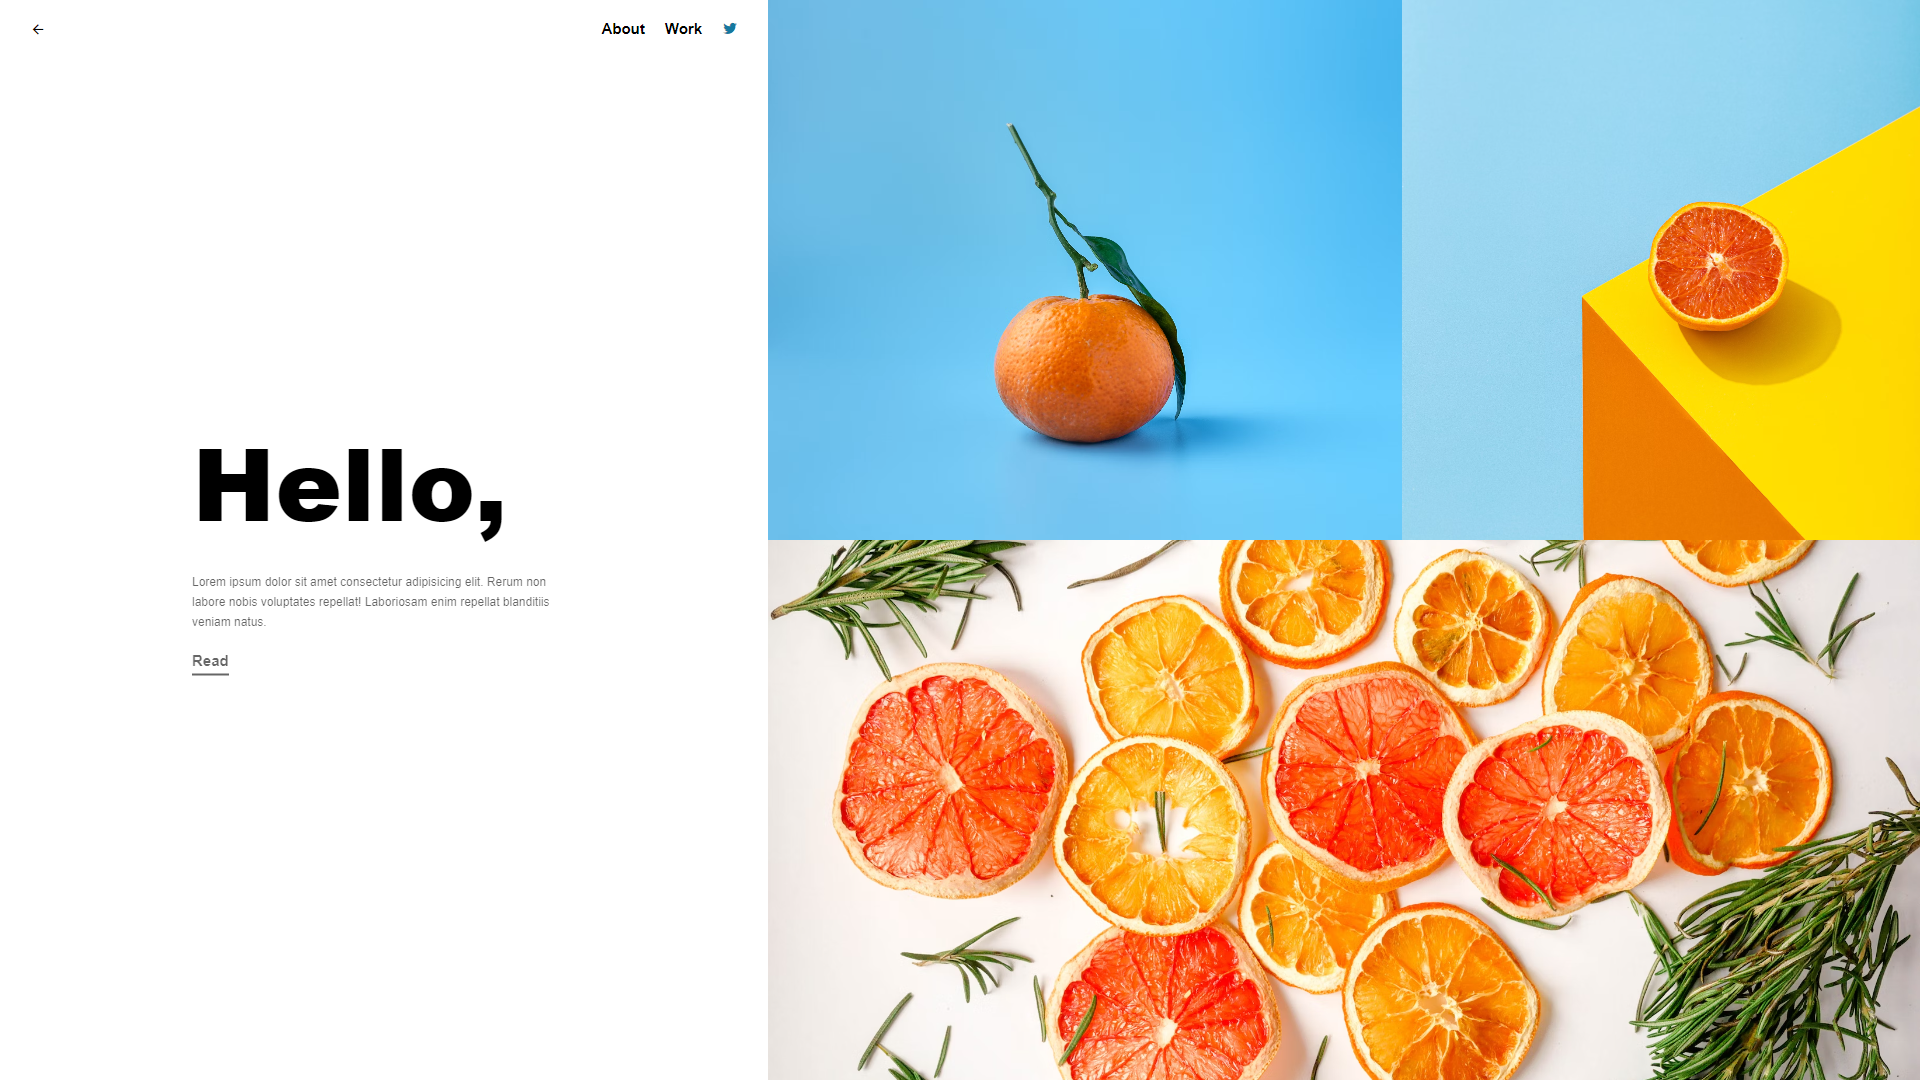 About Work
Hello,
Lorem ipsum dolor sit amet consectetur adipisicing elit. Rerum non
labore nobis voluptates repellat! Laboriosam enim repellat blanditiis
veniam natus.
Read